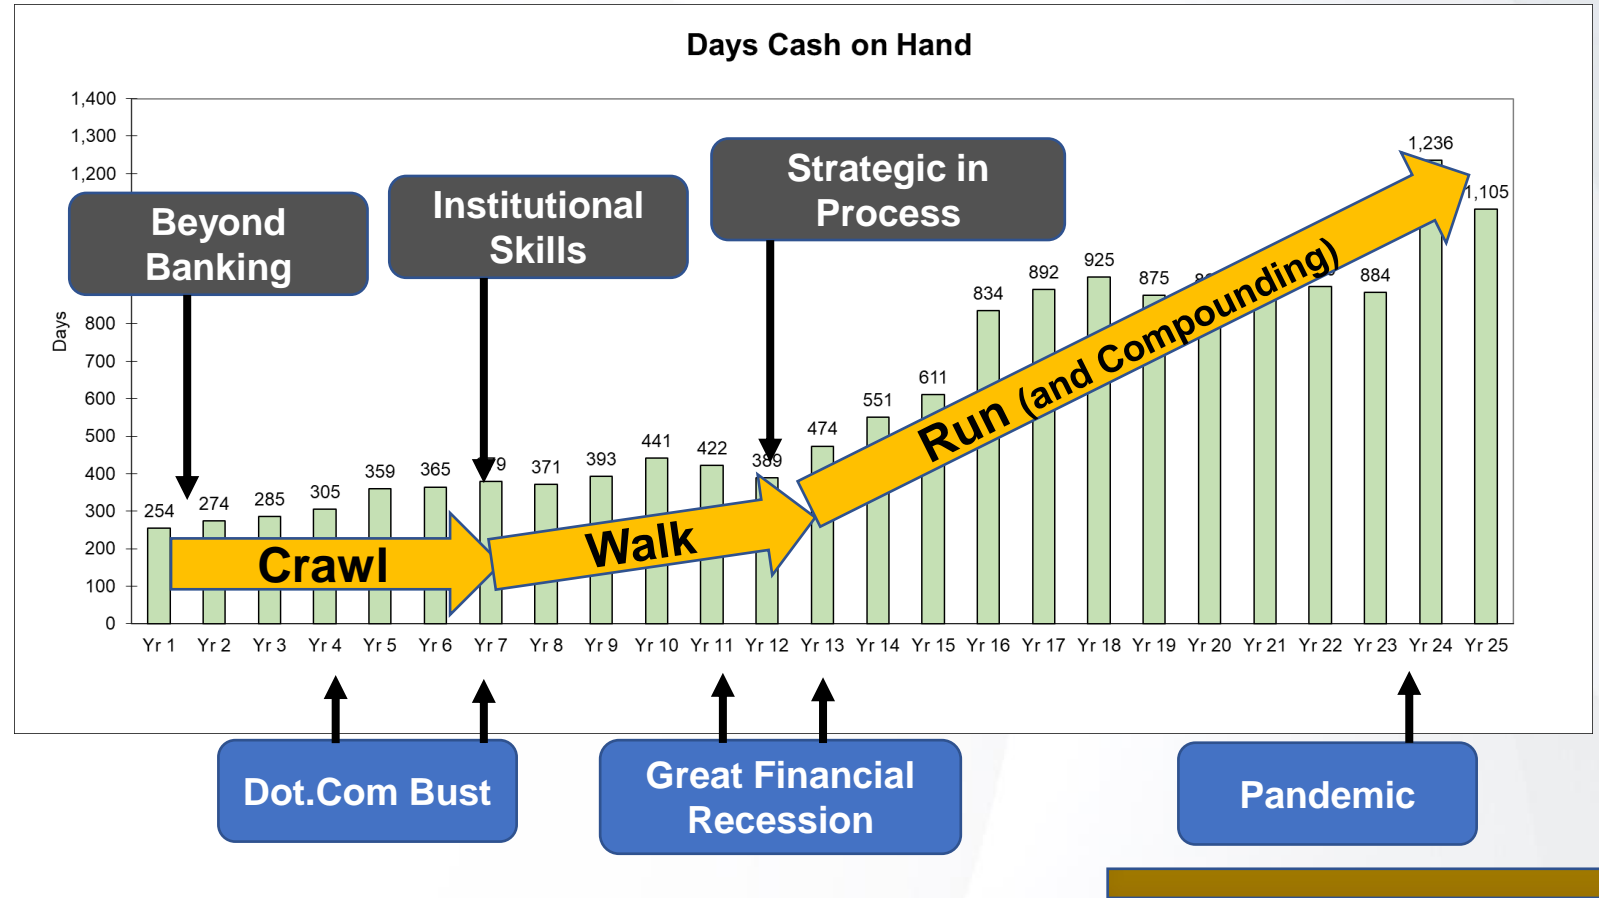 Days Cash on Hand
1,400
1,300
1,200
800
700
600
500
400
300
200
100
0
Days
Beyond
Banking
Institutional
Skills
Strategic in
Process
254
274
285
305
359
365
371
393
441
422
389
474
551
611
834
892
925
875
884
1,236
1,105
Crawl
Walk
Run (and Compounding)
Yr 1 Yr 2 Yr 3 Yr 4 Yr 5 Yr 6 Yr 7 Yr 8 Yr 9 Yr 10 Yr 11 Yr 12 Yr 13 Yr 14 Yr 15 Yr 16 Yr 17 Yr 18 Yr 19 Yr 20 Yr 21 Yr 22 Yr 23 Yr 24 Yr 25
Dot.Com Bust
Great Financial
Recession
Pandemic